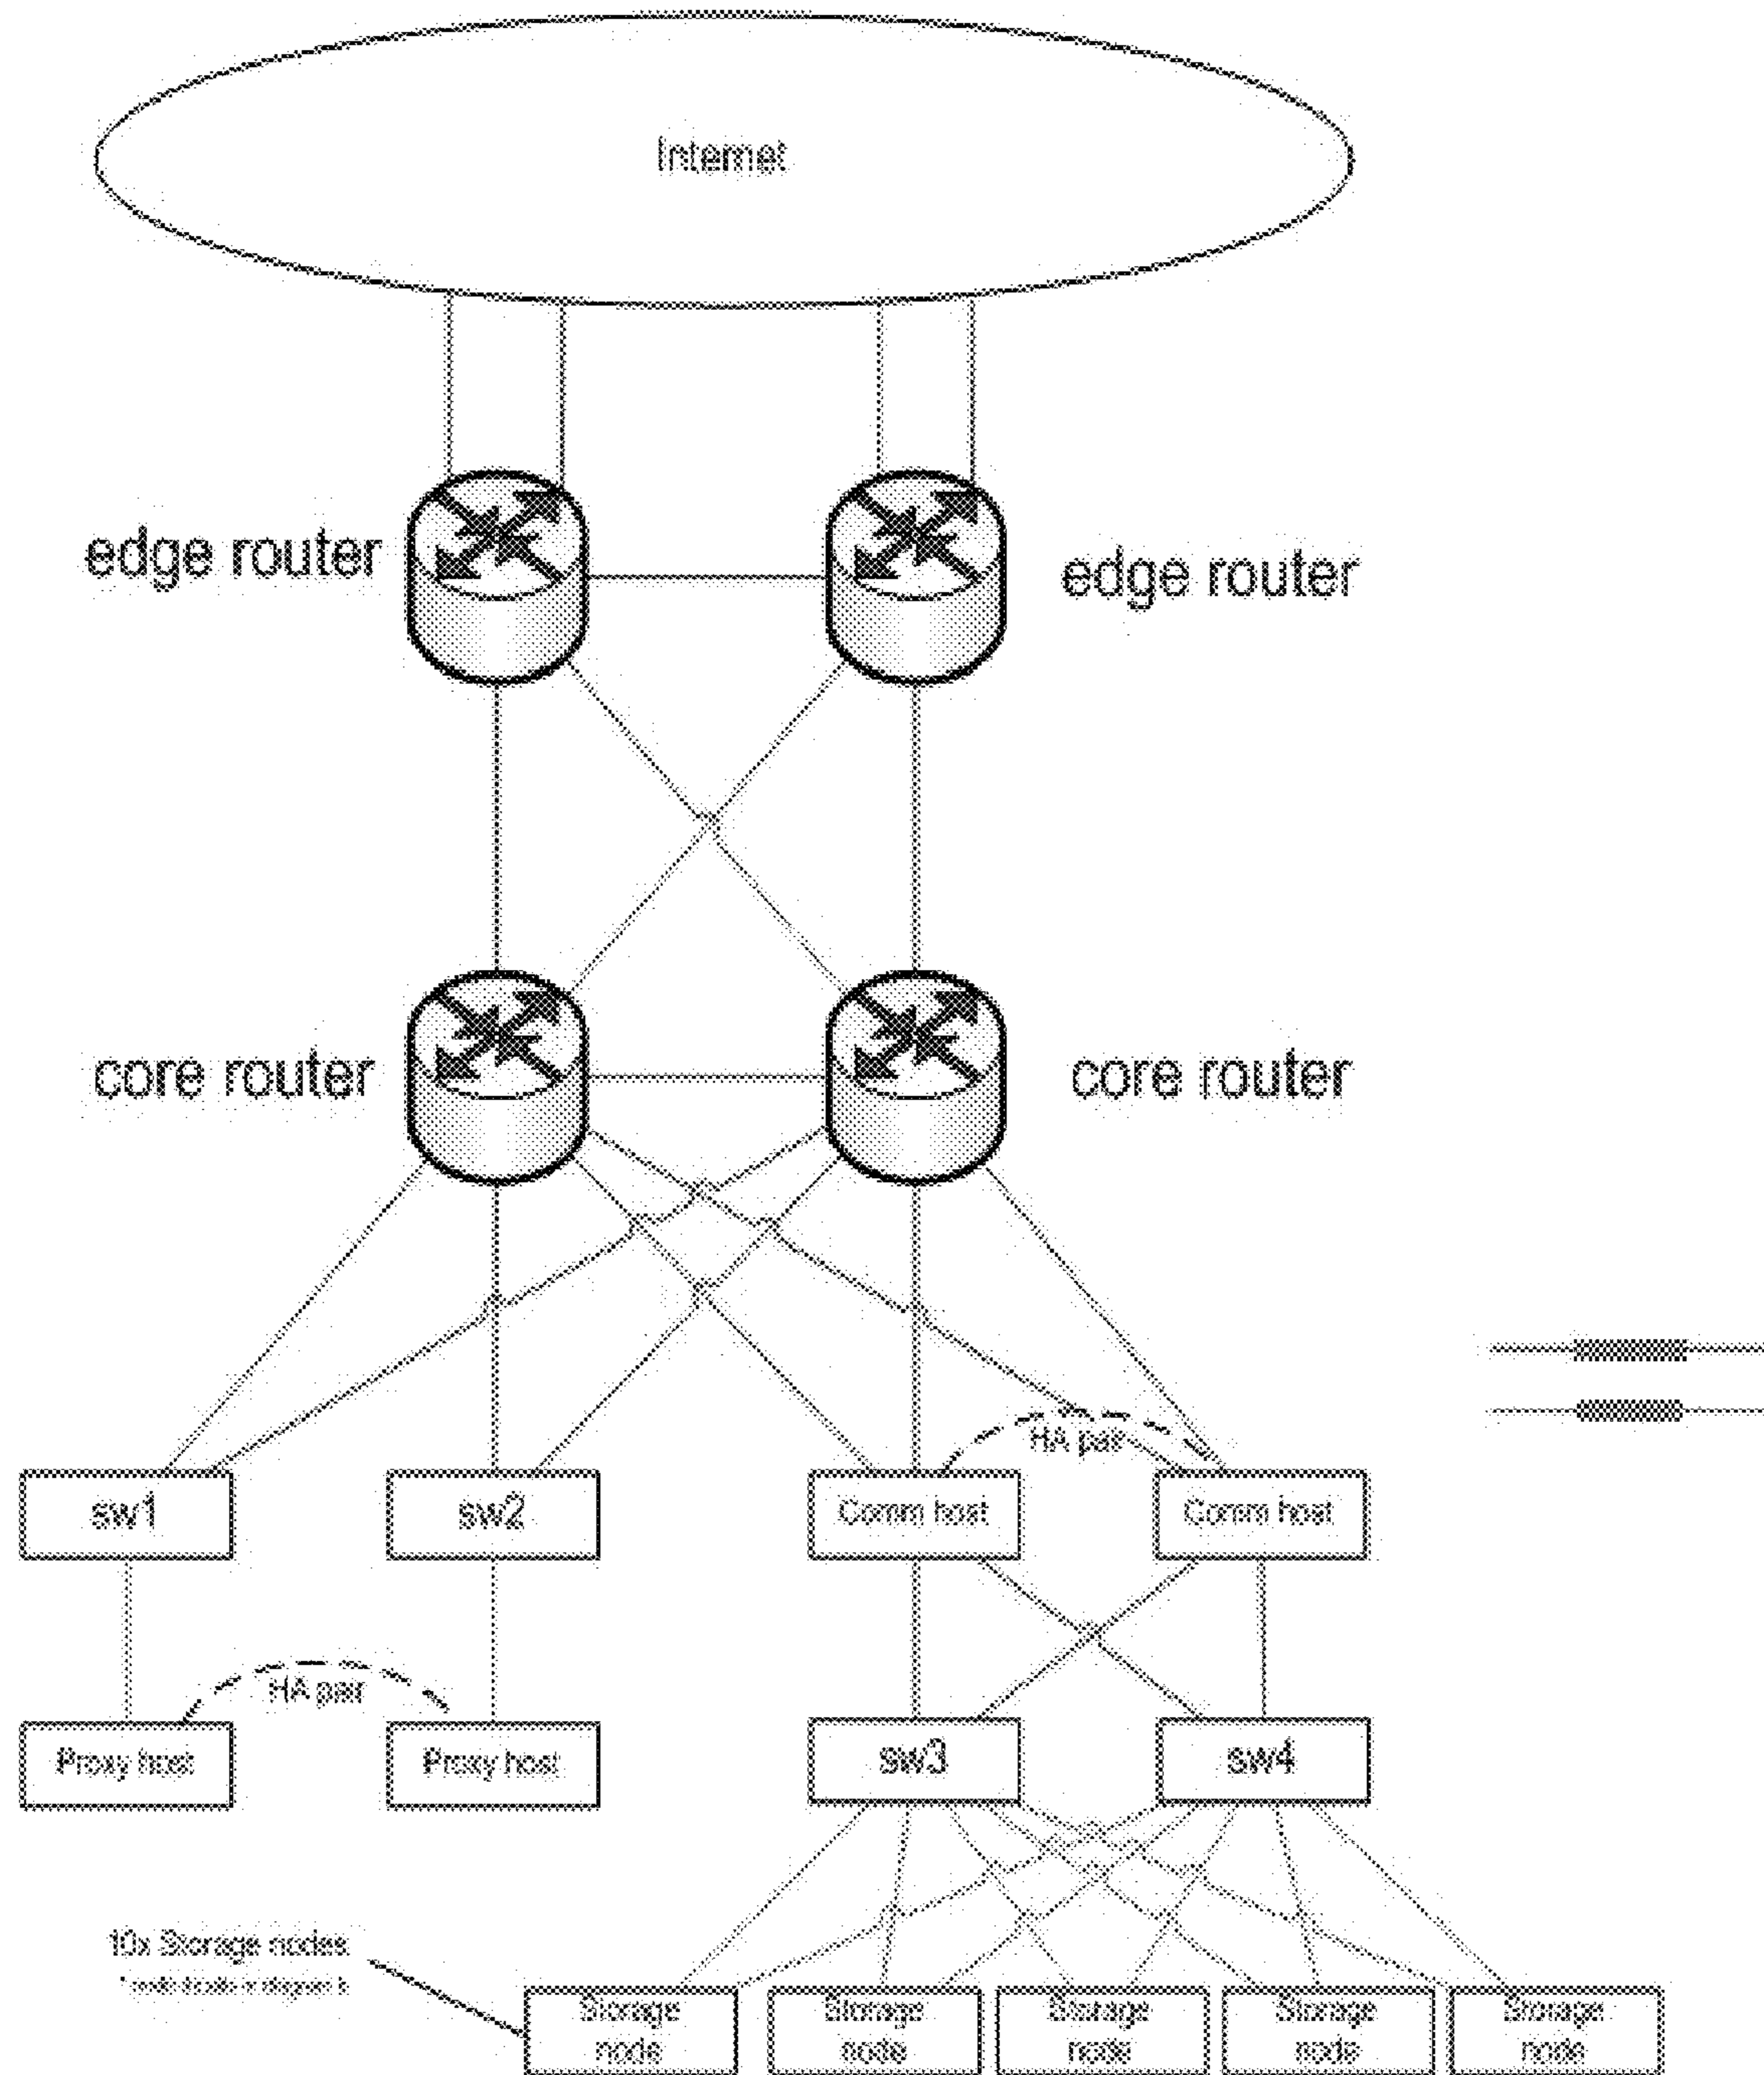 Internet
edge router
edge router
core router
core router
HA pair
sw1
sw2
Comm host
Comm host
HA pair
Proxy host
Proxy host
sw3
sw4
10x Storage nodes
Storage
node
Storage
node
Storage
node
Storage
node
Storage
node